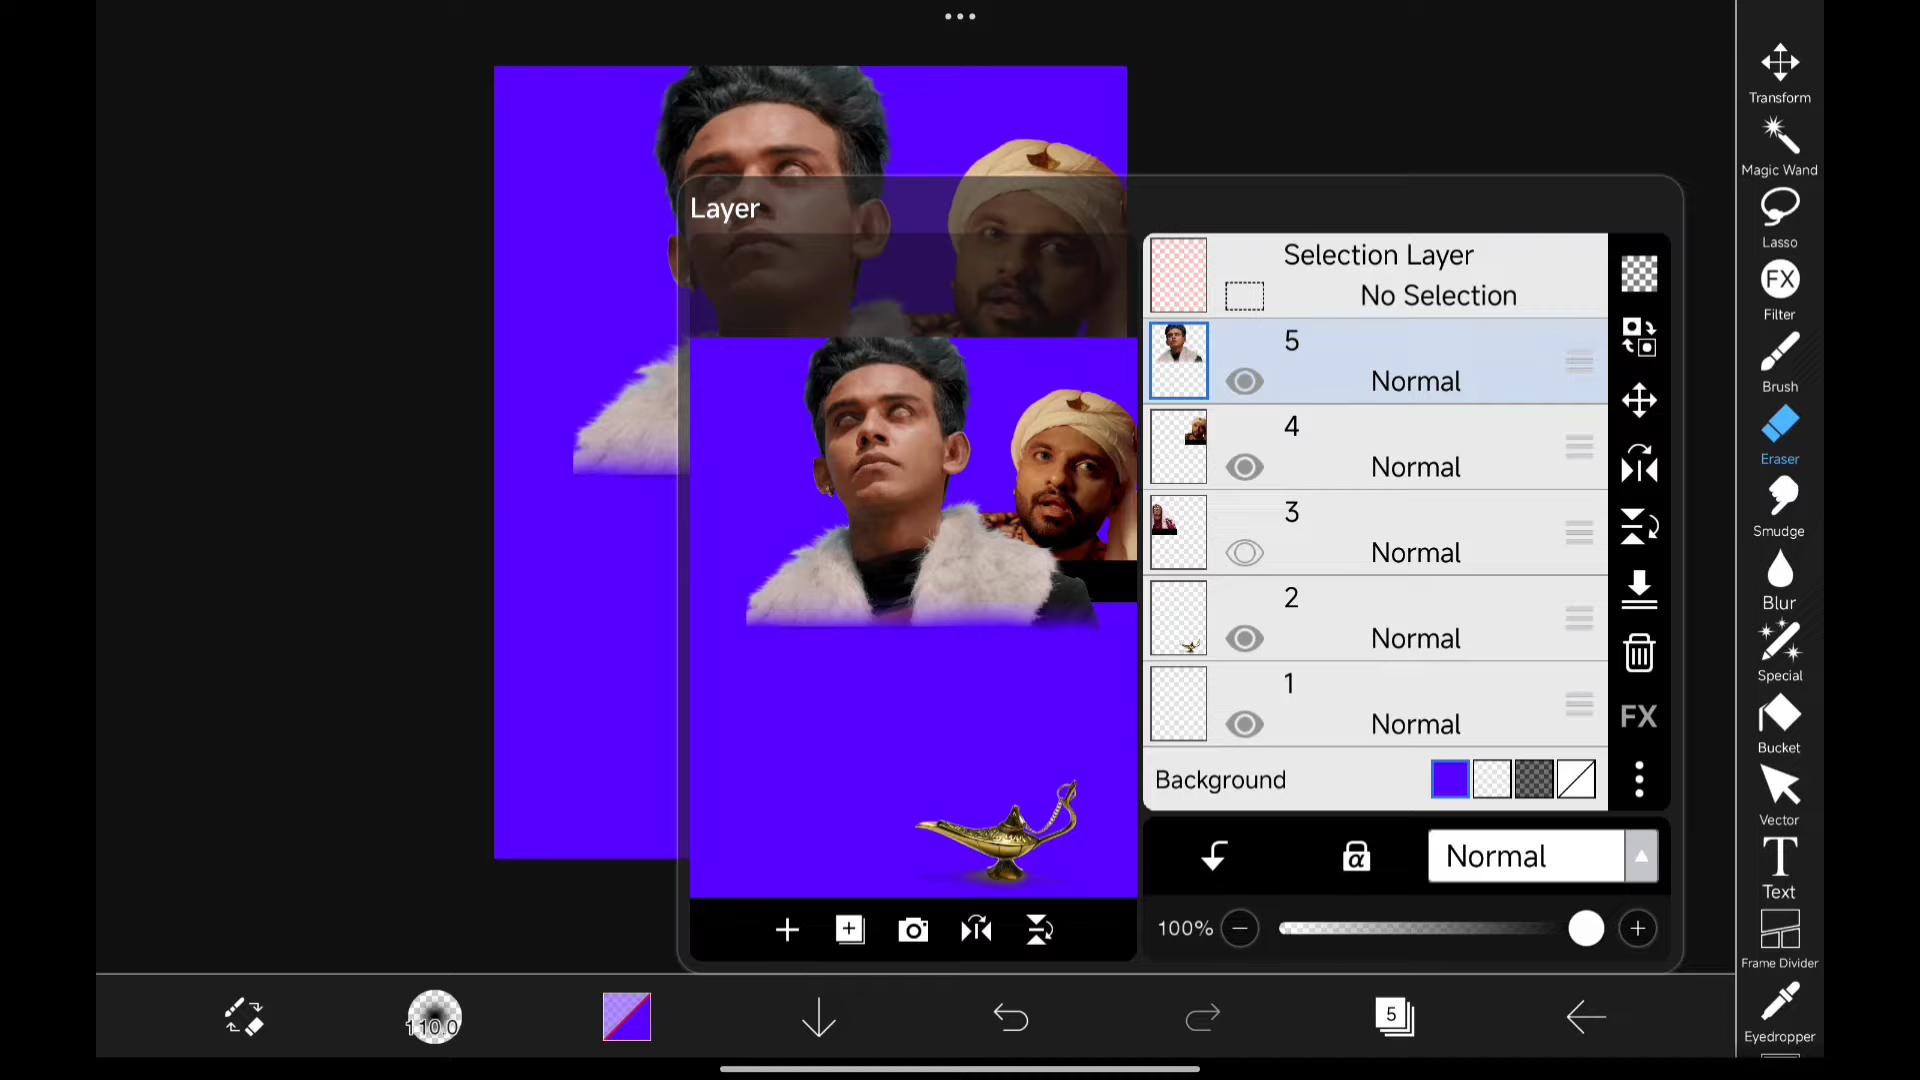 Layer
Selection Layer
No Selection
5
Normal
4
Normal
3
Normal
2
Normal
1
Normal
Background
α
Normal
100%
FX
Transform
Magic Wand
Lasso
FX
Filter
Brush
Eraser
Smudge
Blur
Special
Bucket
Vector
T
Text
Frame Divider
Eyedropper
110.0
5